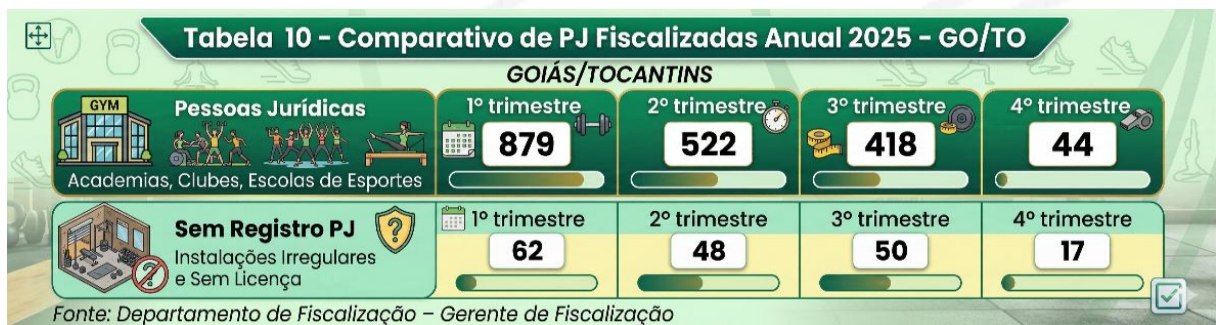 Tabela 10 - Comparativo de PJ Fiscalizadas Anual 2025 - GO/TO
GOIÁS/TOCANTINS
GYM
Pessoas Jurídicas
Academias, Clubes, Escolas de Esportes
1º trimestre
879
2º trimestre
522
3º trimestre
418
4º trimestre
44
Sem Registro PJ
Instalações Irregulares
e Sem Licença
1º trimestre
62
2º trimestre
48
3º trimestre
50
4º trimestre
17
Fonte: Departamento de Fiscalização – Gerente de Fiscalização